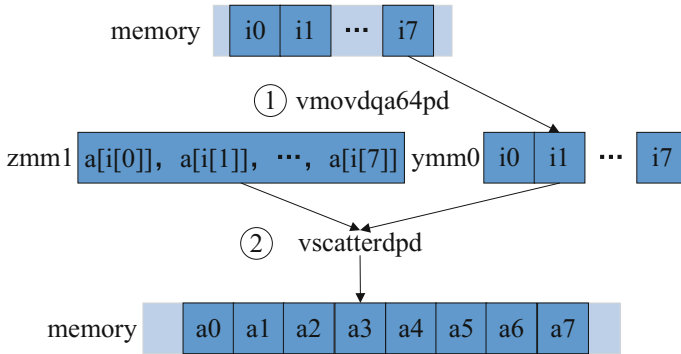 memory i0 i1 ··· i7
① vmovdqa64pd
zmm1 a[i[0]], a[i[1]], ···, a[i[7]] ymm0 i0 i1 ··· i7
② vscatterdpd
memory a0 a1 a2 a3 a4 a5 a6 a7